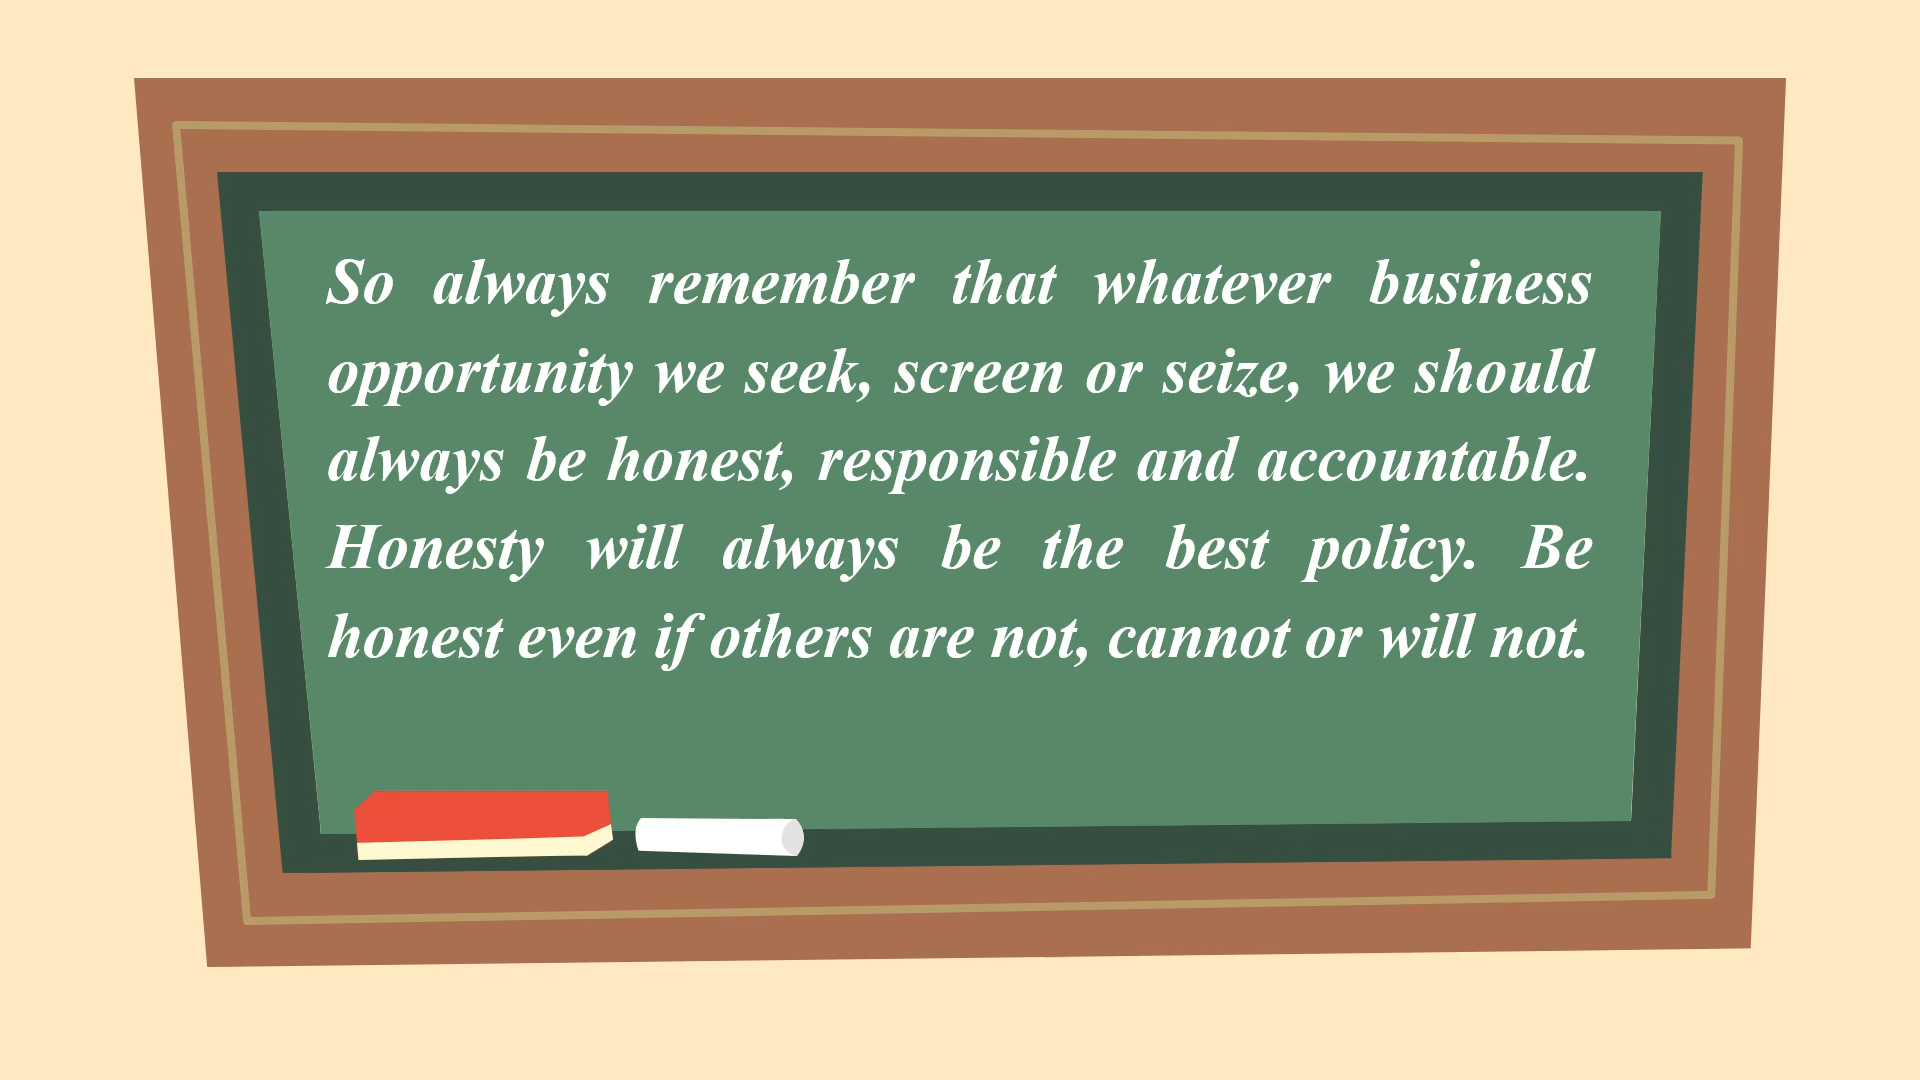 So always remember that whatever business
opportunity we seek, screen or seize, we should
always be honest, responsible and accountable.
Honesty will always be the best policy. Be
honest even if others are not, cannot or will not.